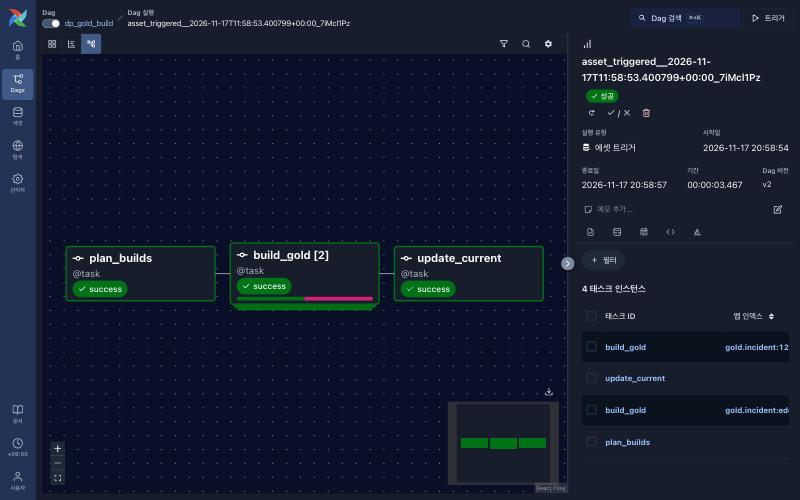 Dag
dp_gold_build
Dag 실행
asset_triggered__2026-11-17T11:58:53.400799+00:00_7iMcl1Pz
Dag 검색
⌘+K
트리거
홈
Dags
에셋
탐색
관리자
문서
+09:00
사용자
plan_builds
@task
success
build_gold [2]
@task
success
update_current
@task
success
React Flow
asset_triggered__2026-11-
17T11:58:53.400799+00:00_7iMcl1Pz
성공
/
실행 유형
시작일
에셋 트리거
2026-11-17 20:58:54
종료일
기간
Dag 버전
2026-11-17 20:58:57
00:00:03.467
v2
메모 추가...
필터
4 태스크 인스턴스
태스크 ID
맵 인덱스
build_gold
gold.incident:12
update_current
build_gold
gold.incident:ed
plan_builds